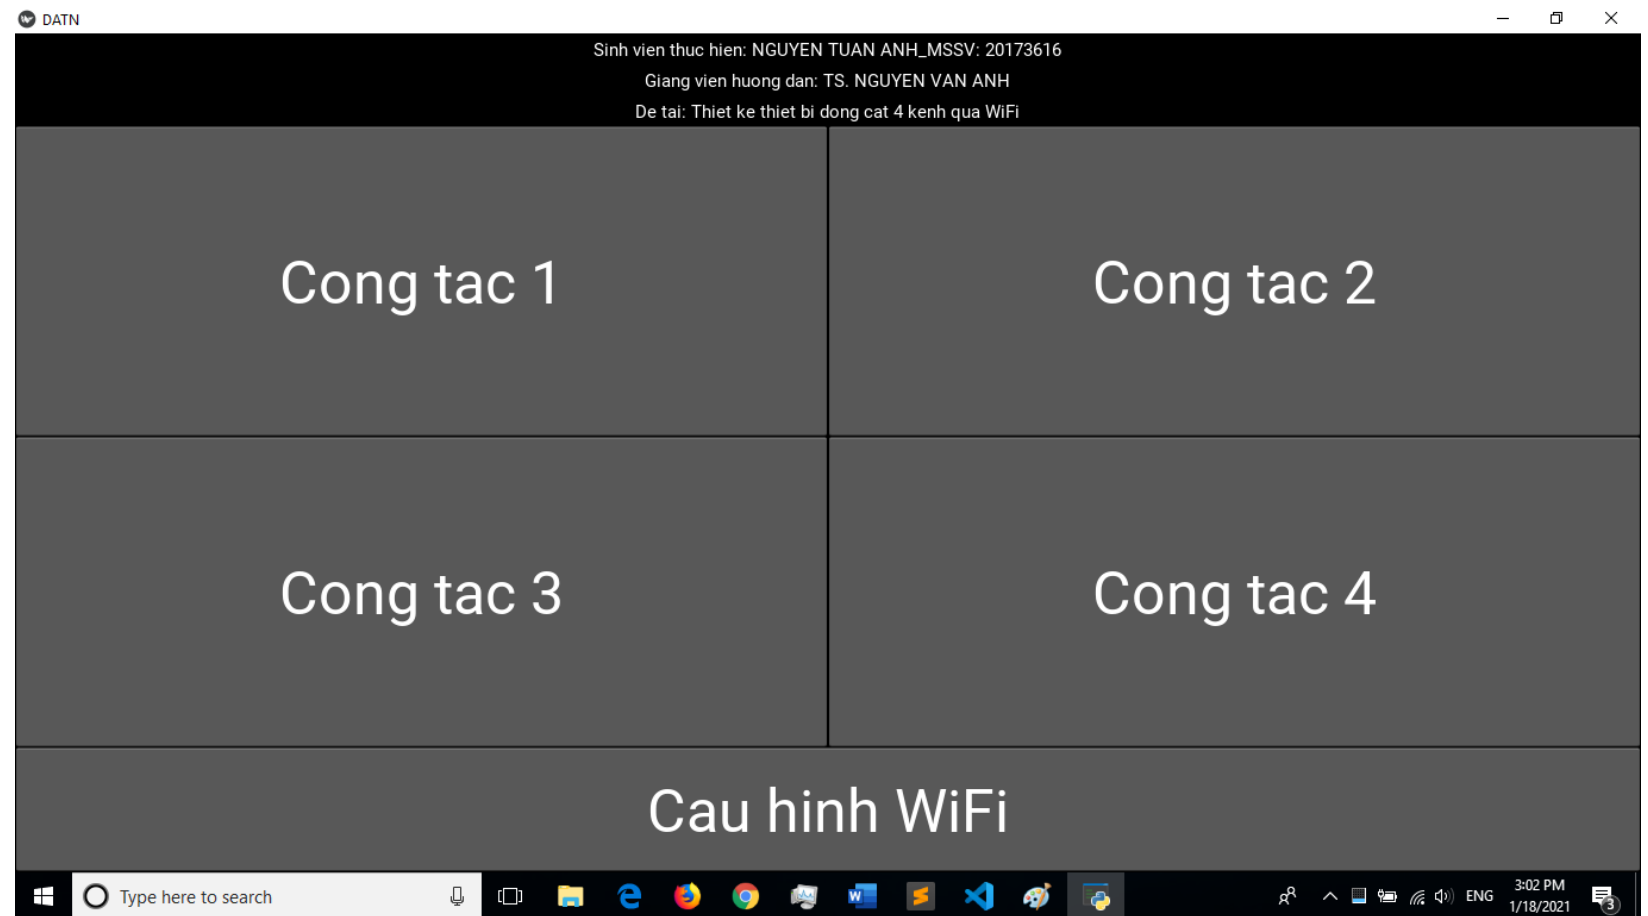 DATN
Sinh vien thuc hien: NGUYEN TUAN ANH_MSSV: 20173616
Giang vien huong dan: TS. NGUYEN VAN ANH
De tai: Thiet ke thiet bi dong cat 4 kenh qua WiFi
Cong tac 1
Cong tac 2
Cong tac 3
Cong tac 4
Cau hinh WiFi
Type here to search
ENG
3:02 PM
1/18/2021
3